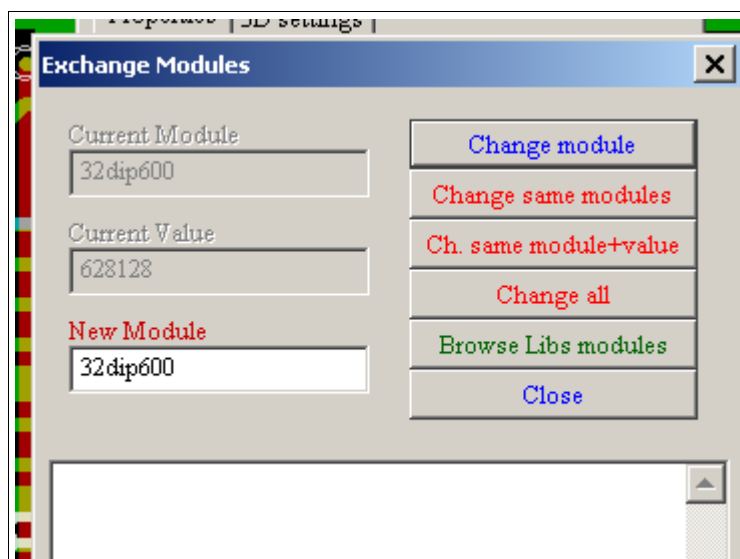 Properties 3D settings
Exchange Modules
Current Module
32dip600
Current Value
628128
New Module
32dip600
Change module
Change same modules
Ch. same module+value
Change all
Browse Libs modules
Close